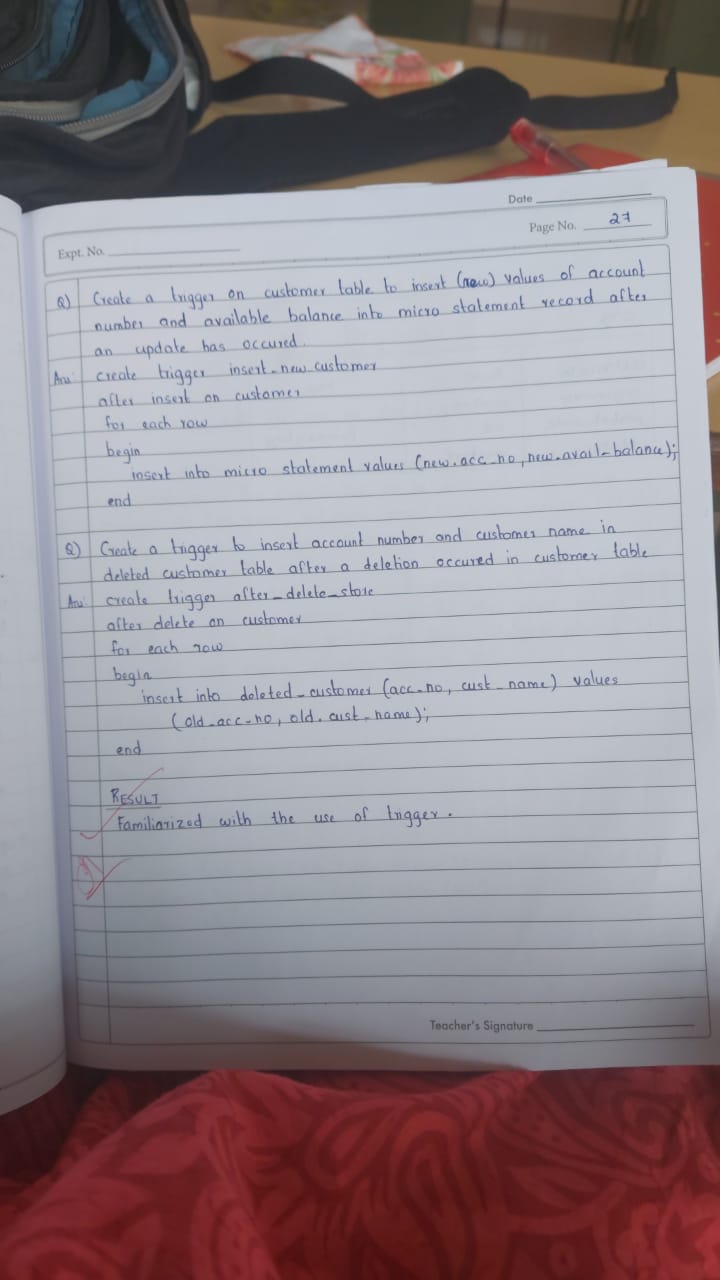 Date
Page No. 27
Expt. No.
Q) Create a trigger on customer table to insert (new) values of account
number and available balance into micro statement record after
an update has occured.
Ans: create trigger insert_new_customer
after insert on customer
for each row
begin
insert into micro statement values (new.acc_no, new.avail_balance);
end
Q) Create a trigger to insert account number and customer name in
deleted customer table after a deletion occured in customer table
Ans: create trigger after_delete_store
after delete on customer
for each row
begin
insert into deleted_customer (acc_no, cust_name) values
(old.acc_no, old.cust_name);
end
RESULT
Familiarized with the use of trigger.
Teacher's Signature